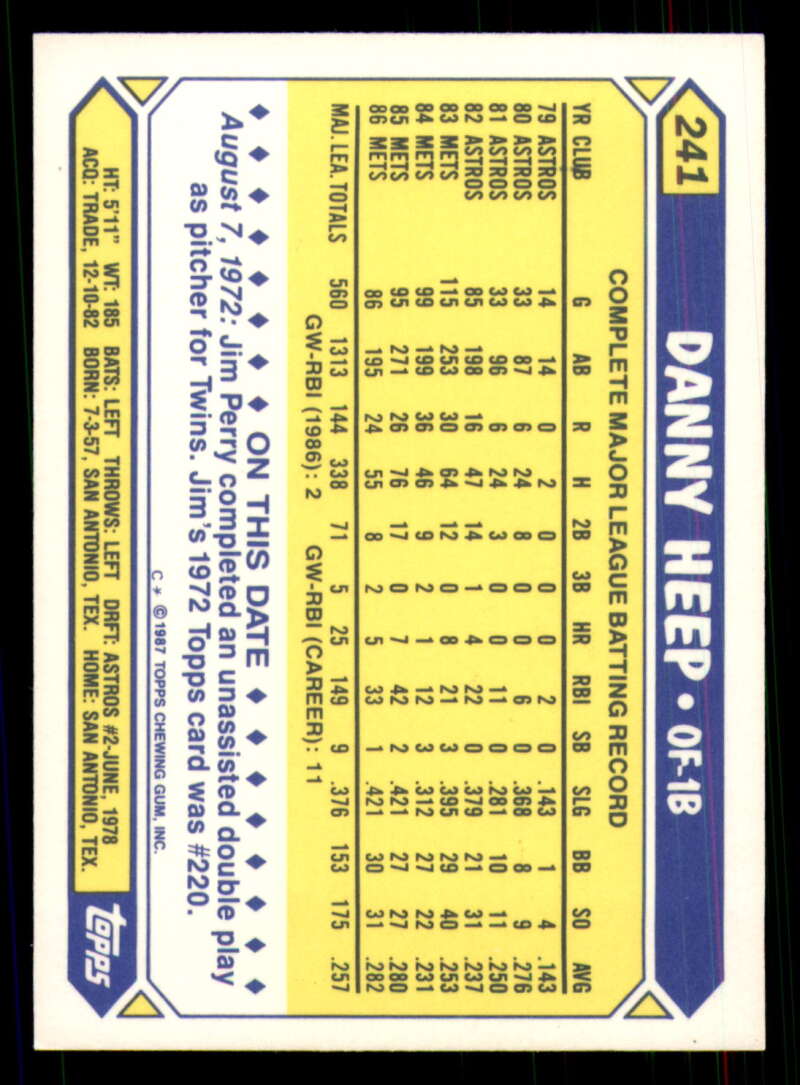 241
DANNY HEEP • OF-1B
COMPLETE MAJOR LEAGUE BATTING RECORD
YR CLUB G AB R H 2B 3B HR RBI SB SLG BB SO AVG
79 ASTROS 14 14 0 2 0 0 0 2 0 .143 1 4 .143
80 ASTROS 33 87 6 24 8 0 0 6 0 .368 8 9 .276
81 ASTROS 33 96 6 24 3 0 0 11 0 .281 10 11 .250
82 ASTROS 85 198 16 47 14 1 4 22 0 .379 21 31 .237
83 METS 115 253 30 64 12 0 8 21 3 .395 29 40 .253
84 METS 99 199 36 46 9 2 1 12 3 .312 27 22 .231
85 METS 95 271 26 76 17 0 7 42 2 .421 27 27 .280
86 METS 86 195 24 55 8 2 5 33 1 .421 30 31 .282
MAJ. LEA. TOTALS 560 1313 144 338 71 5 25 149 9 .376 153 175 .257
GW-RBI (1986): 2 GW-RBI (CAREER): 11
♦ ♦ ♦ ♦ ♦ ♦ ♦ ♦ ON THIS DATE ♦ ♦ ♦ ♦ ♦ ♦ ♦ ♦
August 7, 1972: Jim Perry completed an unassisted double play
as pitcher for Twins. Jim's 1972 Topps card was #220.
C * © 1987 TOPPS CHEWING GUM, INC.
HT: 5'11" WT: 185 BATS: LEFT THROWS: LEFT DRFT: ASTROS #2-JUNE, 1978
ACQ: TRADE, 12-10-82 BORN: 7-3-57, SAN ANTONIO, TEX. HOME: SAN ANTONIO, TEX.
TOPPS